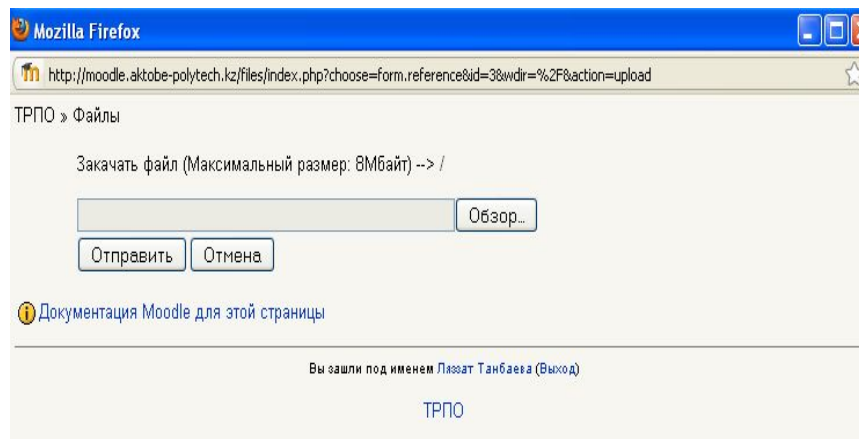 Mozilla Firefox
http://moodle.aktobe-polytech.kz/files/index.php?choose=form.reference&id=3&wdir=%2F&action=upload
ТРПО » Файлы
Закачать файл (Максимальный размер: 8Мбайт) --> /
Обзор...
Отправить Отмена
Документация Moodle для этой страницы
Вы зашли под именем Ляззат Танбаева (Выход)
ТРПО